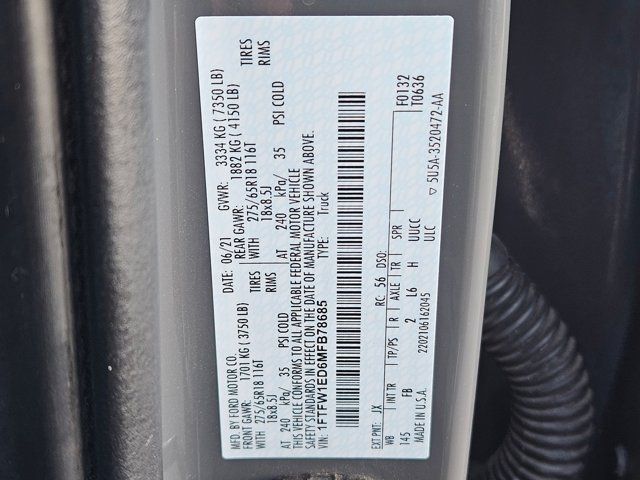 MFD. BY FORD MOTOR CO.
DATE: 06/21 GVWR: 3334 KG ( 7350 LB)
FRONT GAWR: 1701 KG ( 3750 LB) REAR GAWR: 1882 KG ( 4150 LB)
WITH 275/65R18 116T TIRES WITH 275/65R18 116T TIRES
18x8.5J RIMS 18x8.5J RIMS
AT 240 kPa/ 35 PSI COLD AT 240 kPa/ 35 PSI COLD
THIS VEHICLE CONFORMS TO ALL APPLICABLE FEDERAL MOTOR VEHICLE
SAFETY STANDARDS IN EFFECT ON THE DATE OF MANUFACTURE SHOWN ABOVE.
VIN: 1FTFW1ED6MFB78685 TYPE: Truck
F0132
T0636
EXT PNT: JX RC: 56 DSO:
WB INT TR TP/PS R AXLE TR SPR
145 FB 2 L6 H UUCC
ULC
MADE IN U.S.A. 2202106162045 ▽ 5U5A-3520472-AA